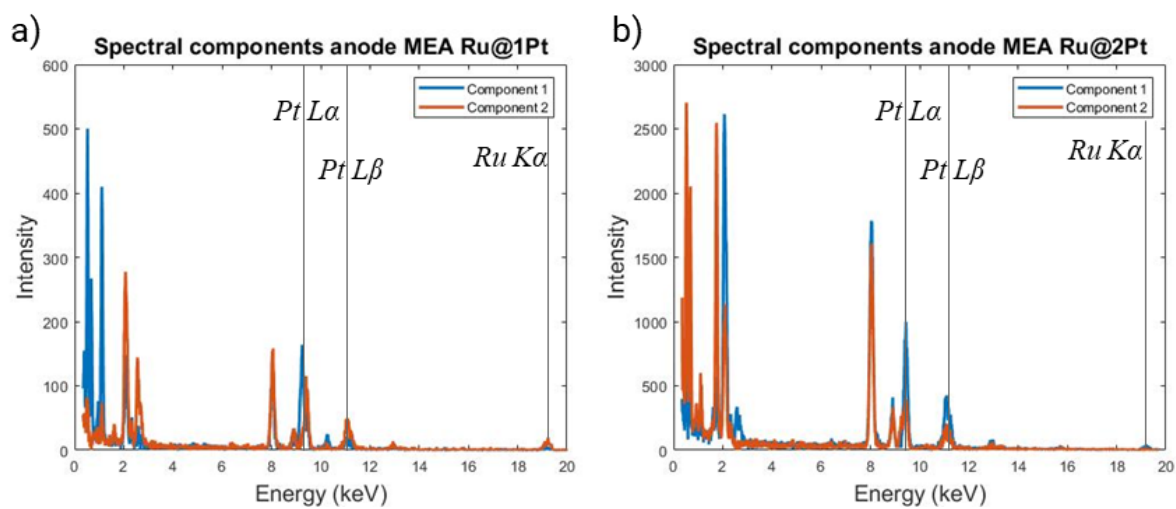 a)
Spectral components anode MEA Ru@1Pt
Intensity
600
500
400
300
200
100
0
0 2 4 6 8 10 12 14 16 18 20
Energy (keV)
Component 1
Component 2
Pt Lα
Pt Lβ
Ru Kα
b)
Spectral components anode MEA Ru@2Pt
Intensity
3000
2500
2000
1500
1000
500
0
0 2 4 6 8 10 12 14 16 18 20
Energy (keV)
Component 1
Component 2
Pt Lα
Pt Lβ
Ru Kα